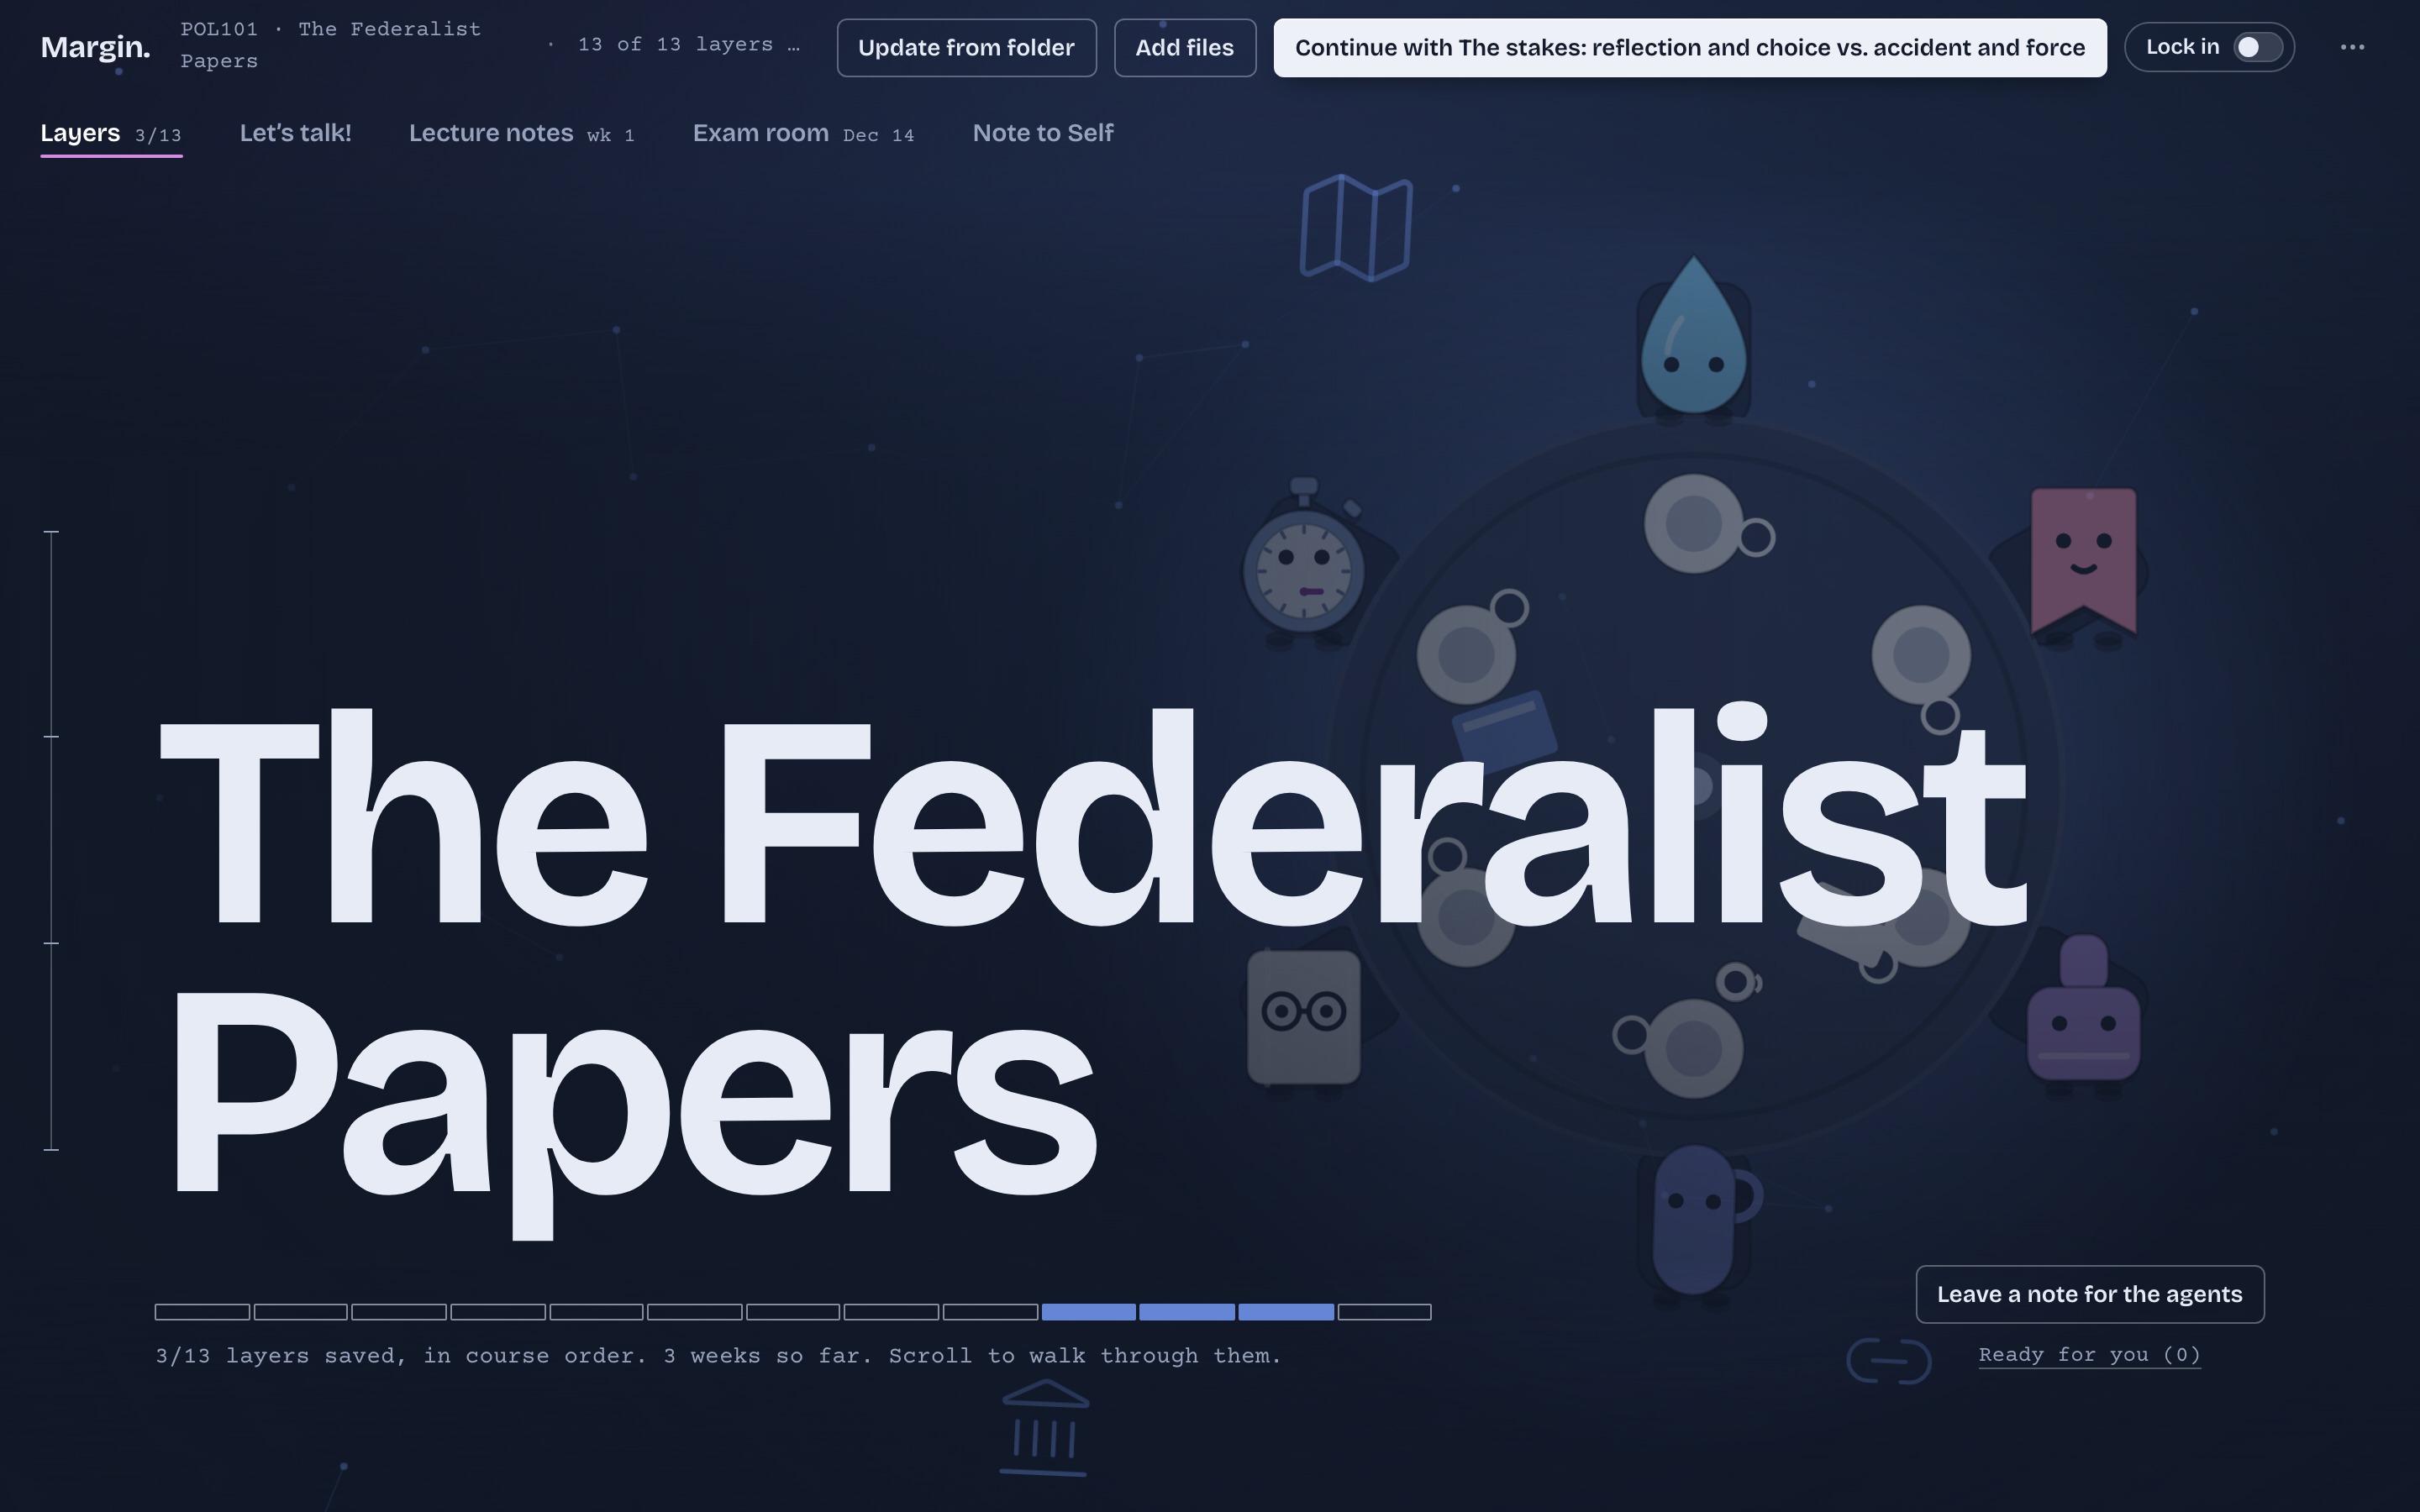 Margin.
POL101 · The Federalist
Papers
· 13 of 13 layers …
Update from folder
Add files
Continue with The stakes: reflection and choice vs. accident and force
Lock in
Layers 3/13
Let’s talk!
Lecture notes wk 1
Exam room Dec 14
Note to Self
The Federalist
Papers
3/13 layers saved, in course order. 3 weeks so far. Scroll to walk through them.
Leave a note for the agents
Ready for you (0)